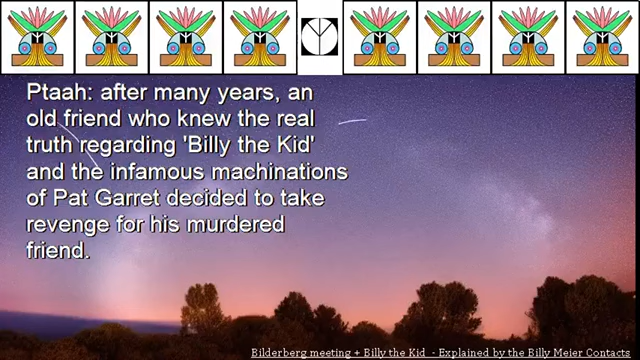 Ptaah: after many years, an
old friend who knew the real
truth regarding 'Billy the Kid'
and the infamous machinations
of Pat Garret decided to take
revenge for his murdered
friend.
Bilderberg meeting + Billy the Kid - Explained by the Billy Meier Contacts